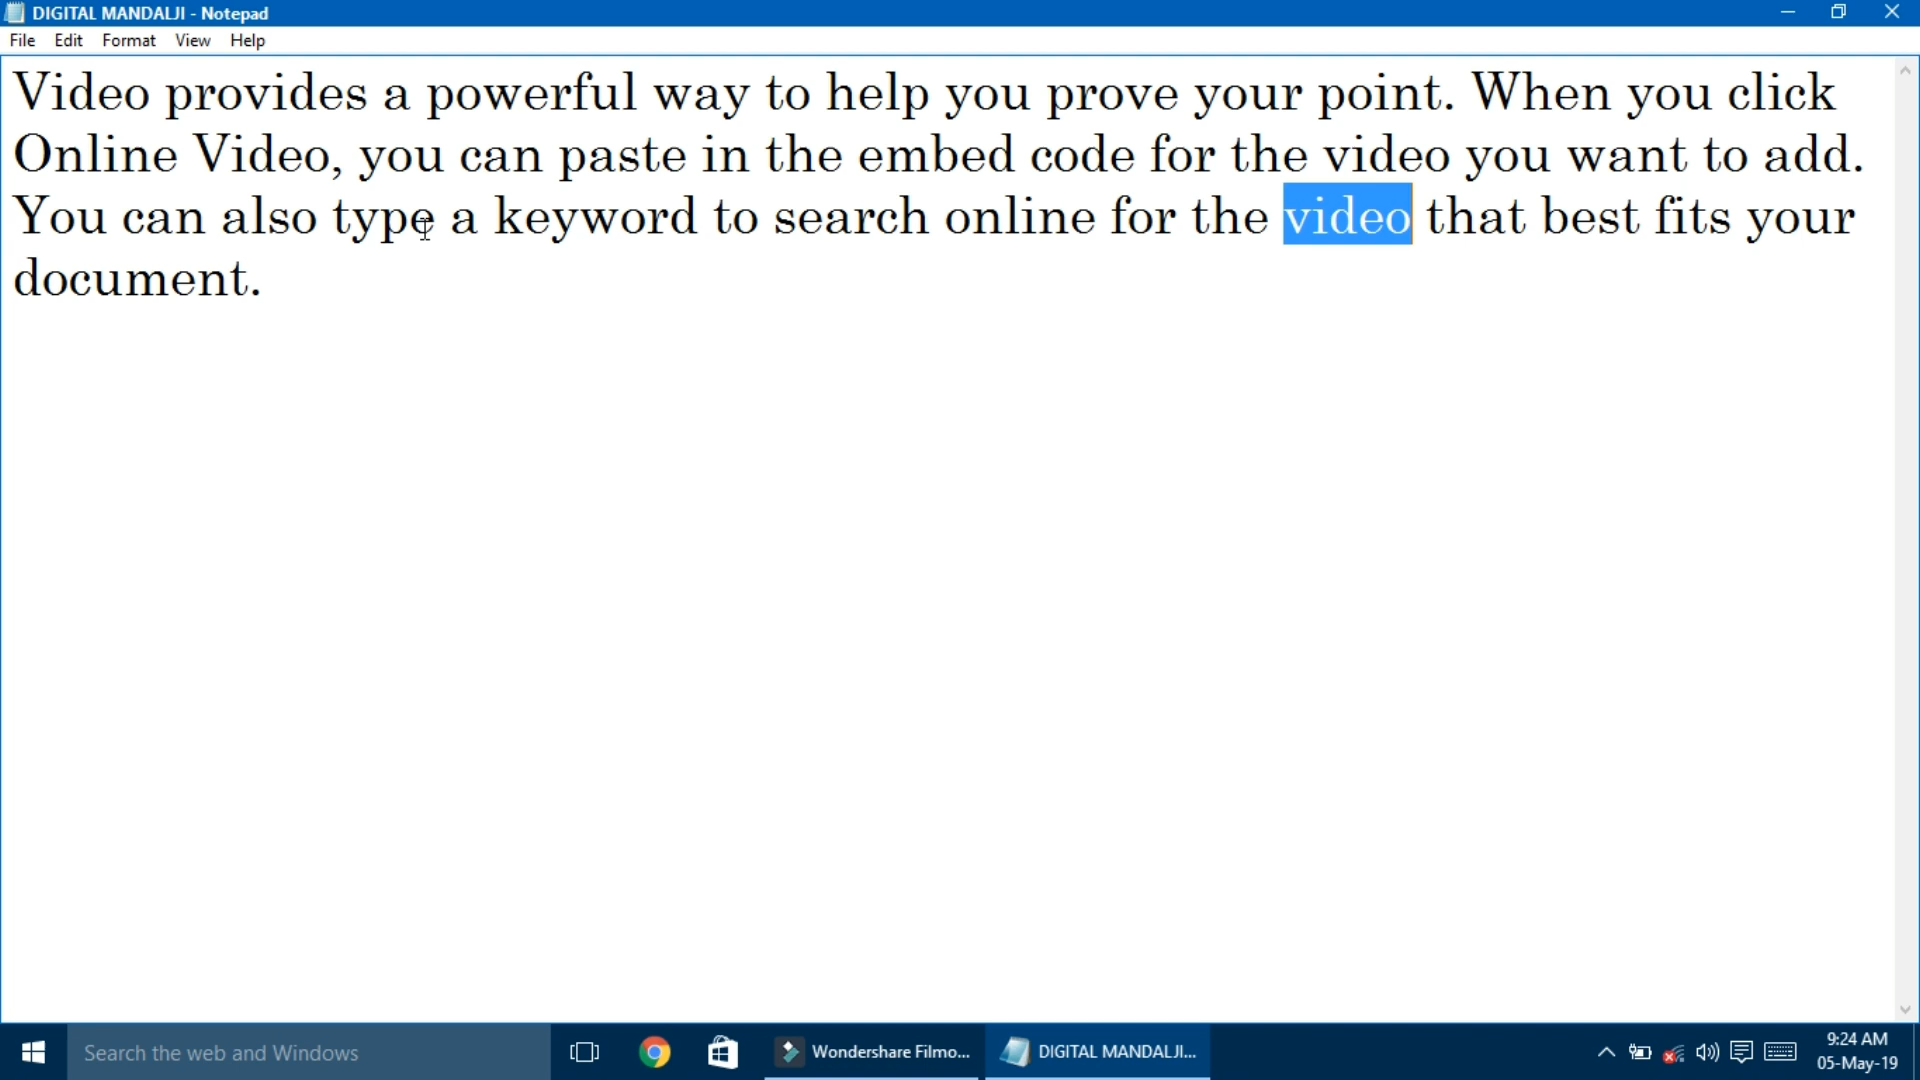 DIGITAL MANDALJI - Notepad
File Edit Format View Help
Video provides a powerful way to help you prove your point. When you click
Online Video, you can paste in the embed code for the video you want to add.
You can also type a keyword to search online for the video that best fits your
document.
Search the web and Windows
Wondershare Filmo...
DIGITAL MANDALJI...
9:24 AM
05-May-19